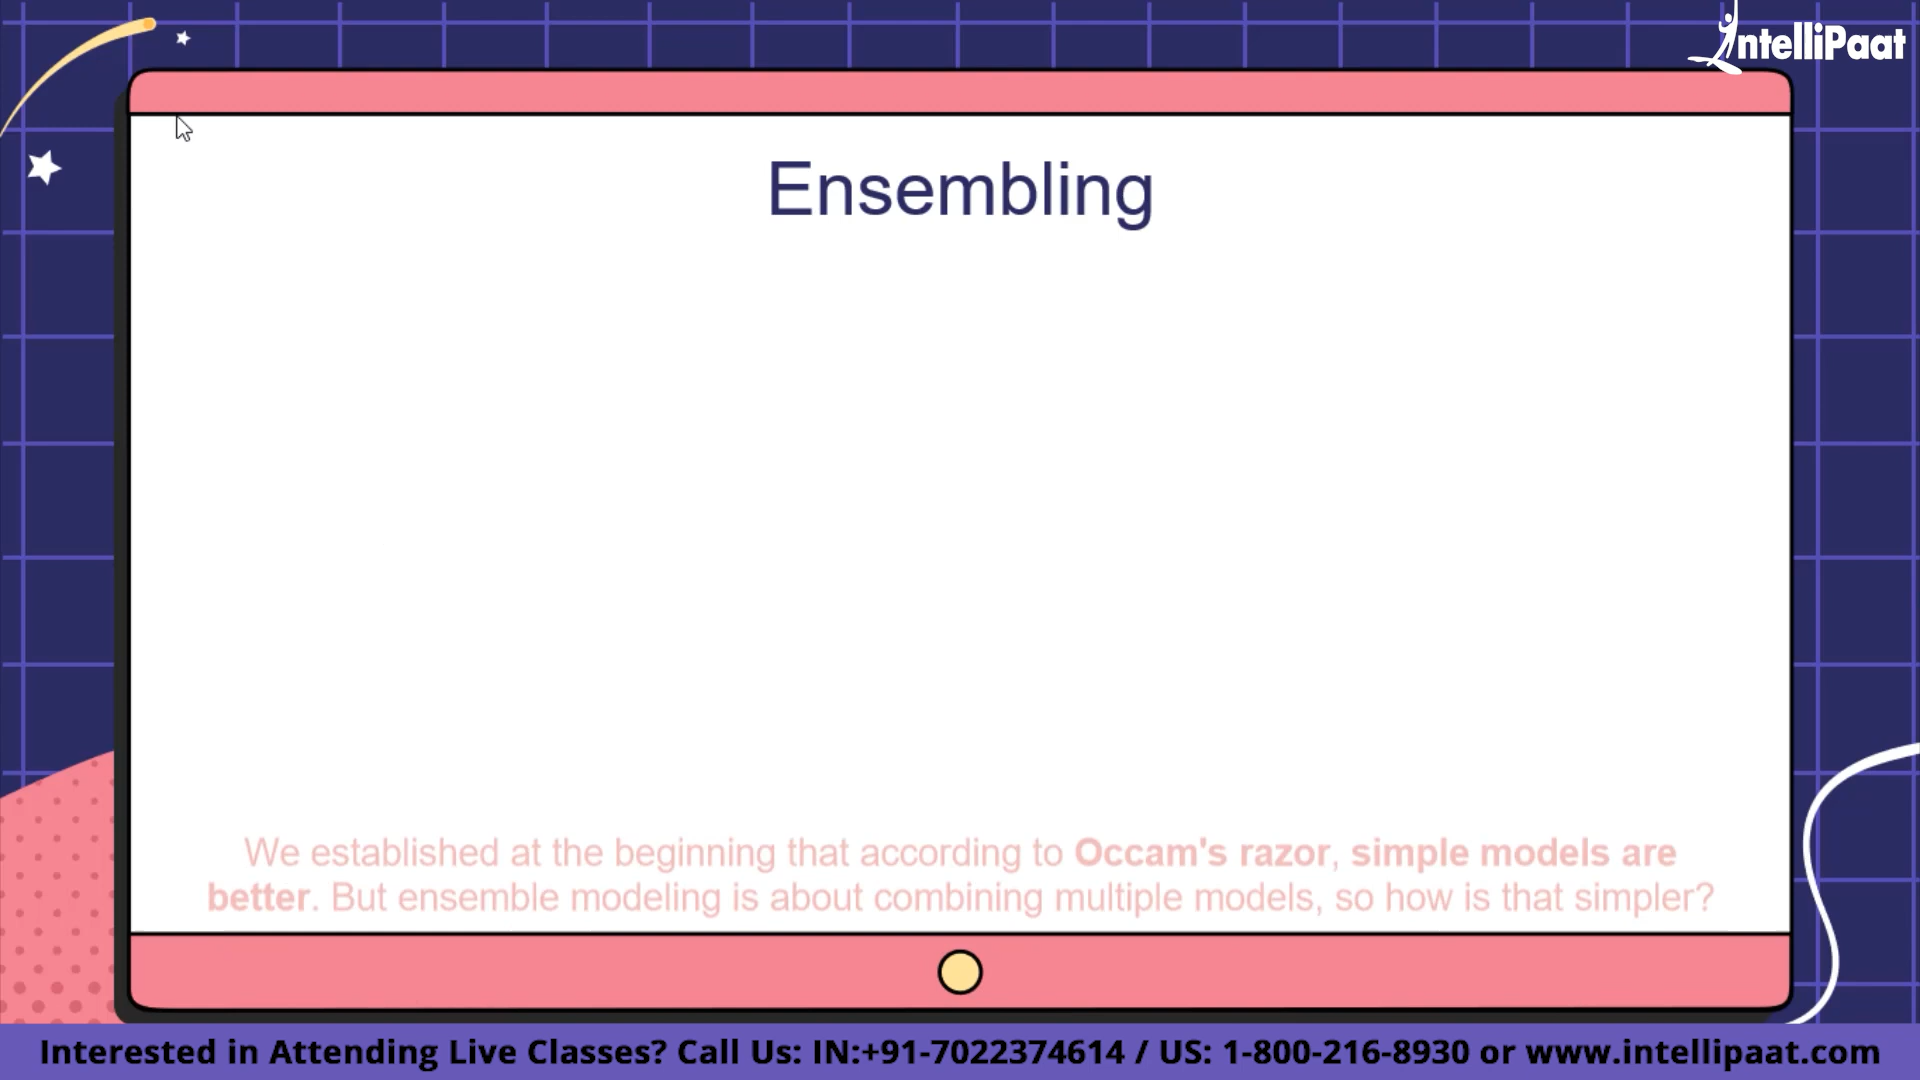 IntelliPaat
Ensembling
We established at the beginning that according to Occam's razor, simple models are
better. But ensemble modeling is about combining multiple models, so how is that simpler?
Interested in Attending Live Classes? Call Us: IN:+91-7022374614 / US: 1-800-216-8930 or www.intellipaat.com